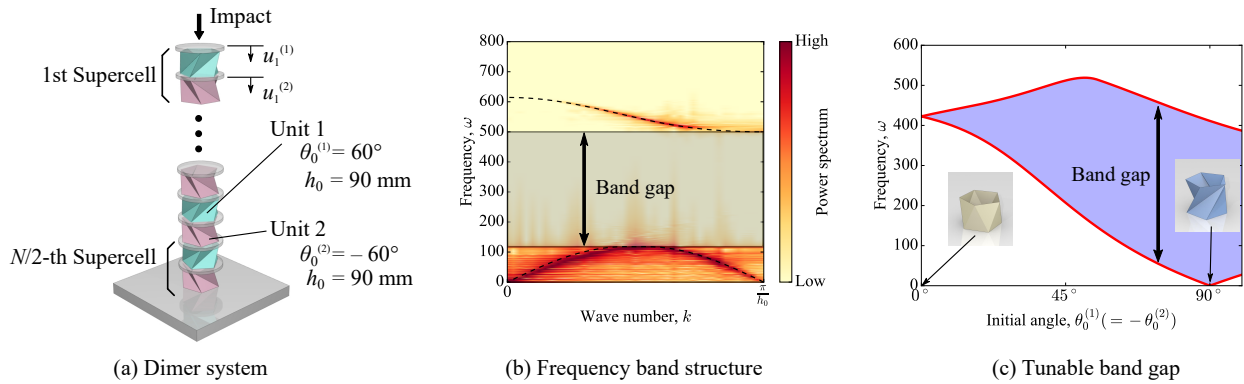 Impact
u₁⁽¹⁾
1st Supercell
u₁⁽²⁾
Unit 1
θ₀⁽¹⁾= 60°
h₀ = 90 mm
Unit 2
N/2-th Supercell
θ₀⁽²⁾= − 60°
h₀ = 90 mm
(a) Dimer system
800
700
600
500
400
300
200
100
0
Frequency, ω
Band gap
0
π/h₀
Wave number, k
High
Low
Power spectrum
(b) Frequency band structure
600
500
400
300
200
100
0
Frequency, ω
Band gap
0°
45°
90°
Initial angle, θ₀⁽¹⁾(= −θ₀⁽²⁾)
(c) Tunable band gap